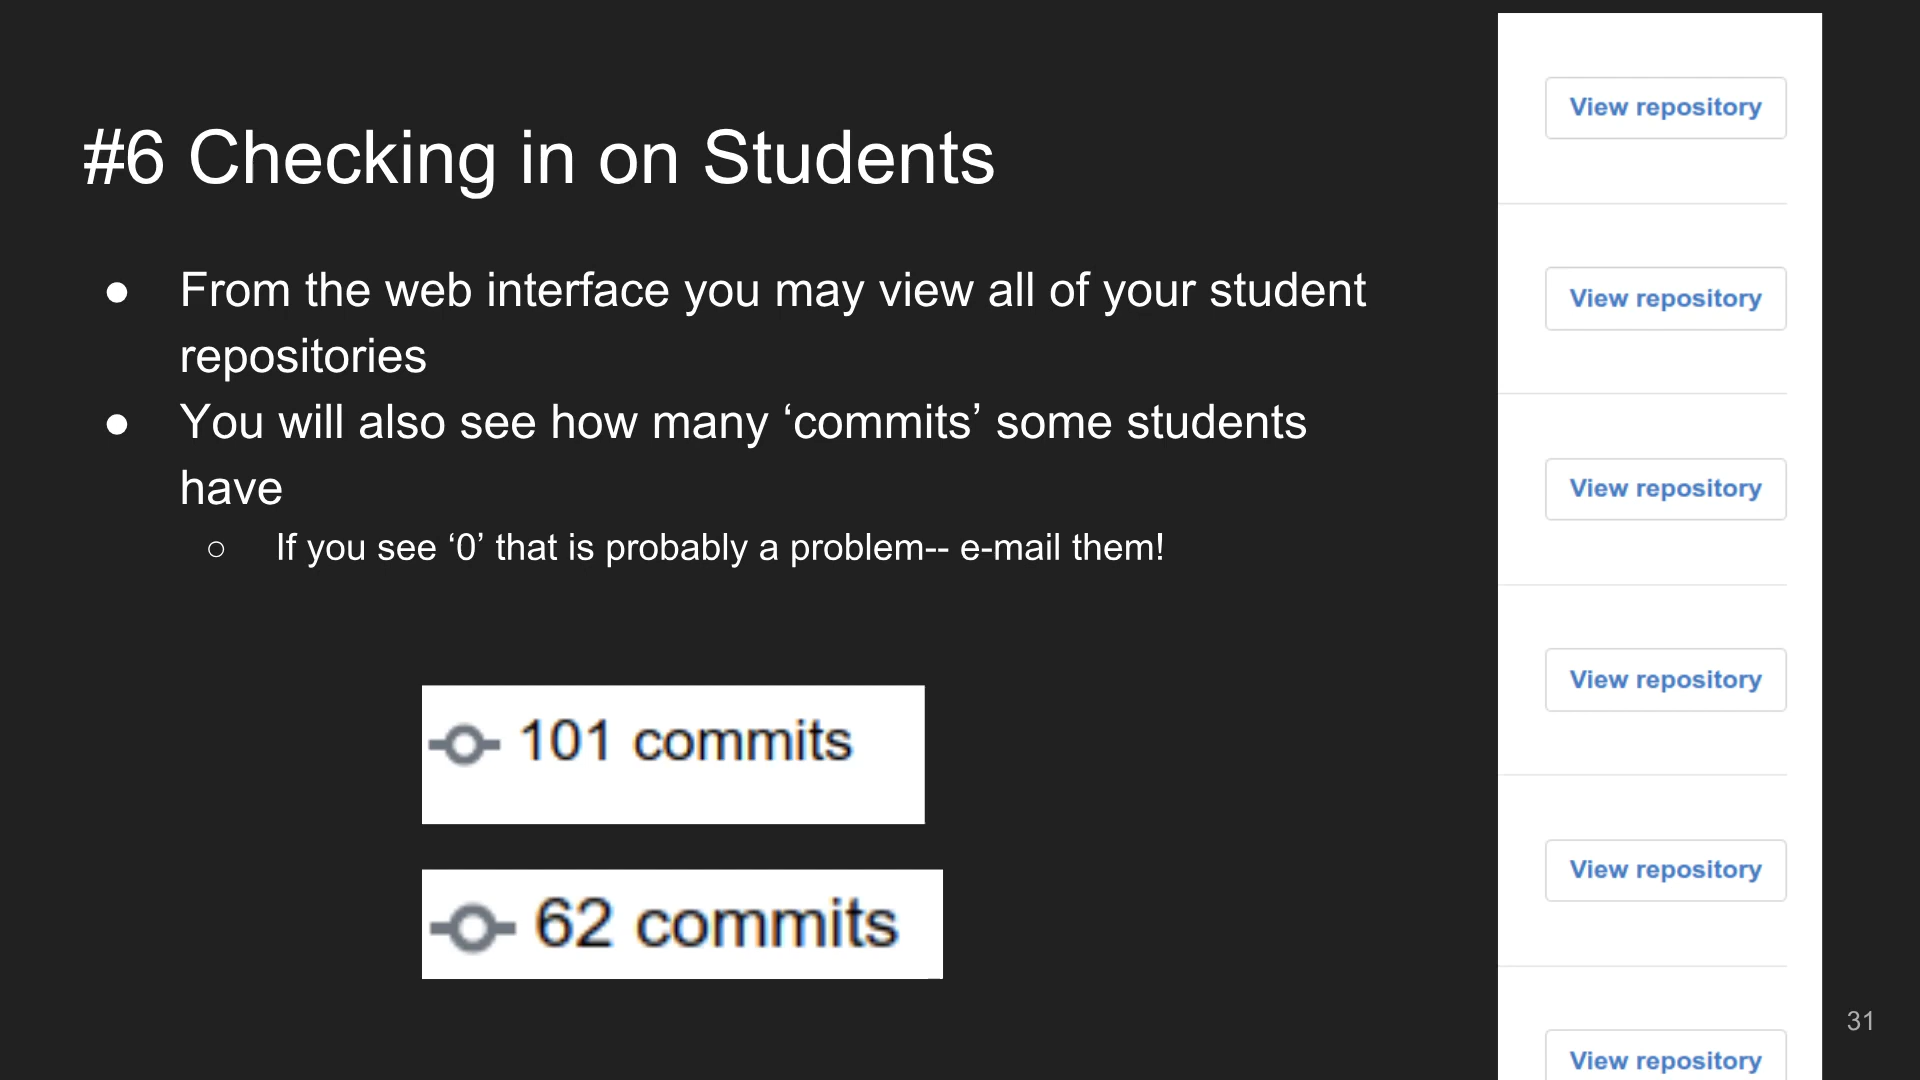 #6 Checking in on Students
● From the web interface you may view all of your student
repositories
● You will also see how many ‘commits’ some students
have
○ If you see ‘0’ that is probably a problem-- e-mail them!
101 commits
62 commits
View repository
View repository
View repository
View repository
View repository
View repository
31